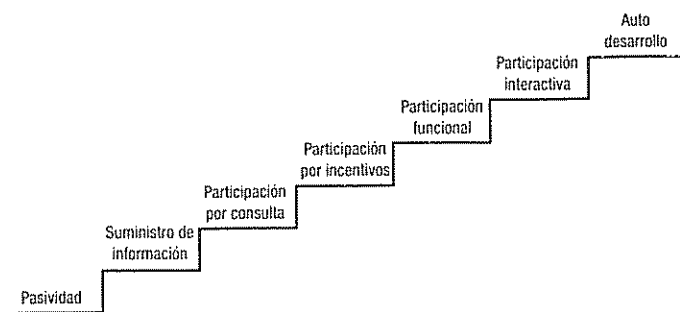 Auto
desarrollo
Participación
interactiva
Participación
funcional
Participación
por incentivos
Participación
por consulta
Suministro de
información
Pasividad